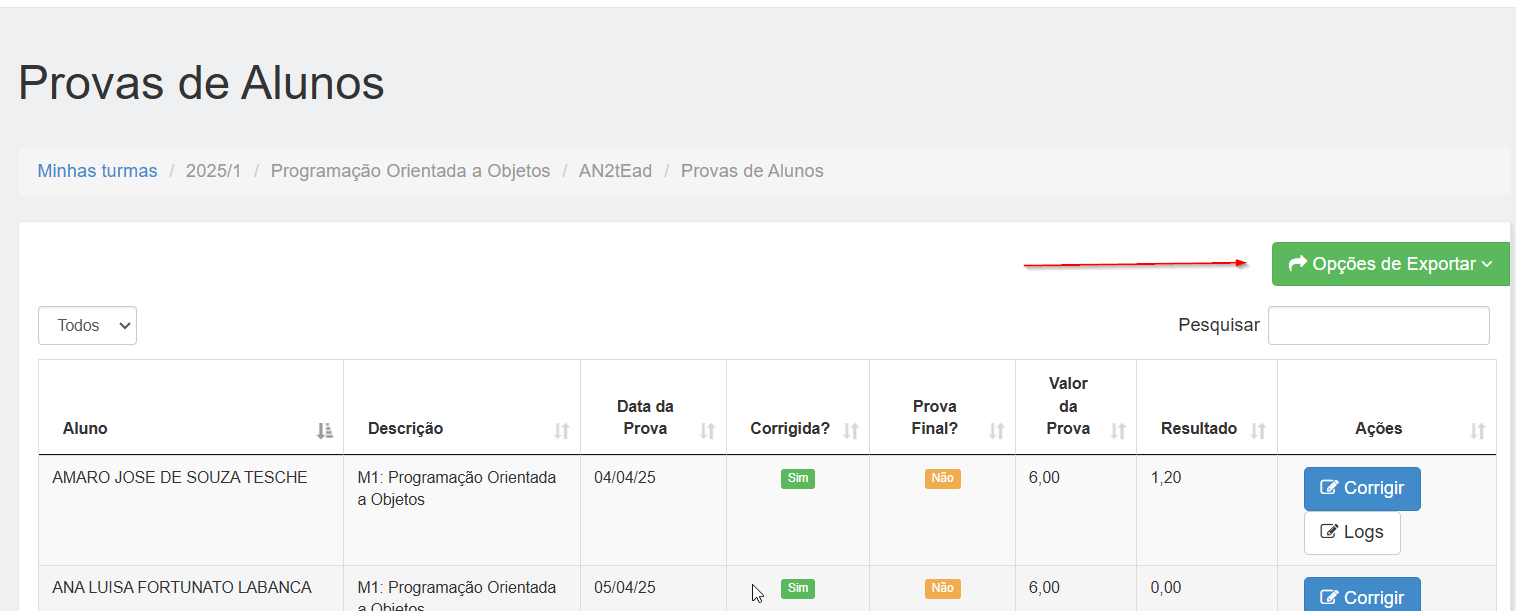 Provas de Alunos
Minhas turmas / 2025/1 / Programação Orientada a Objetos / AN2tEad / Provas de Alunos
Opções de Exportar
Todos
Pesquisar
Aluno
Descrição
Data da
Prova
Corrigida?
Prova
Final?
Valor
da
Prova
Resultado
Ações
AMARO JOSE DE SOUZA TESCHE
M1: Programação Orientada
a Objetos
04/04/25
Sim
Não
6,00
1,20
Corrigir
Logs
ANA LUISA FORTUNATO LABANCA
M1: Programação Orientada
a Objetos
05/04/25
Sim
Não
6,00
0,00
Corrigir